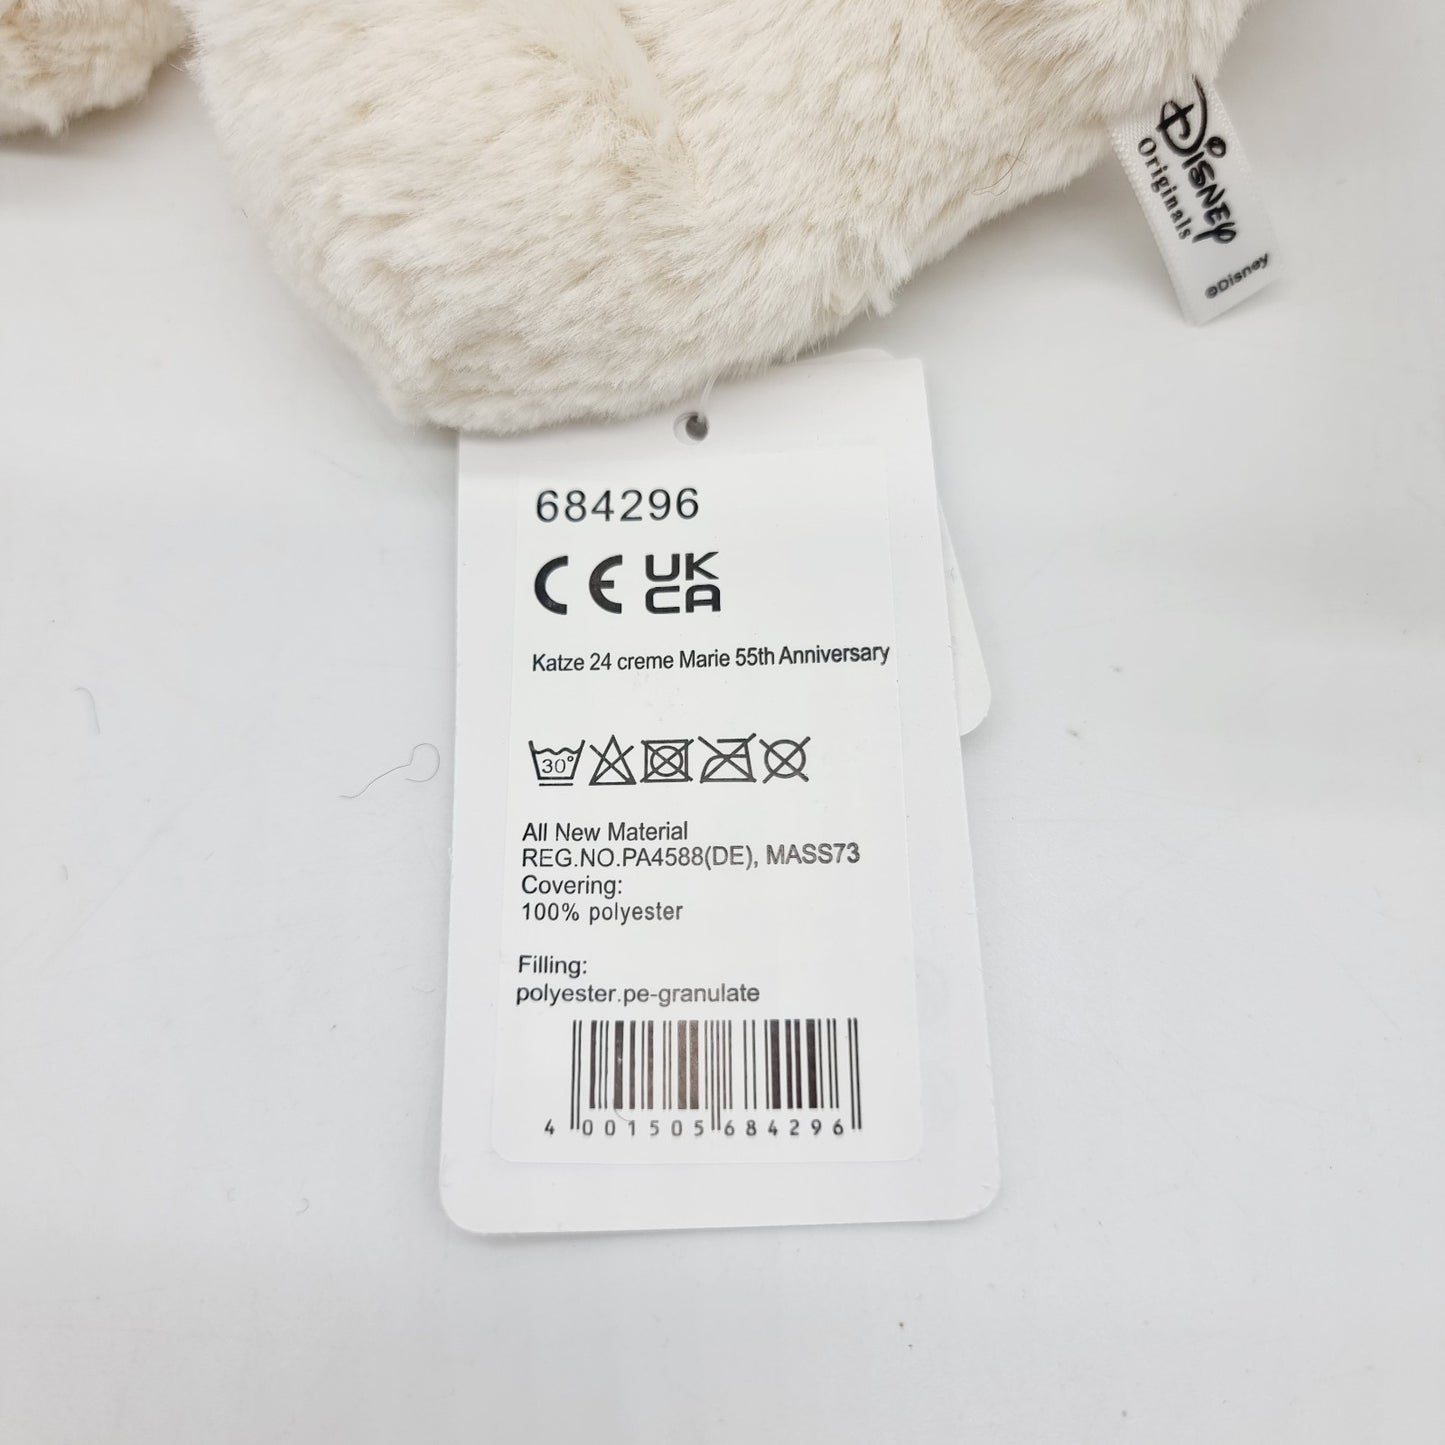 Disney
Originals
©Disney
684296
CE UK
CA
Katze 24 creme Marie 55th Anniversary
30°
All New Material
REG.NO.PA4588(DE), MASS73
Covering:
100% polyester
Filling:
polyester.pe-granulate
4 001505 684296